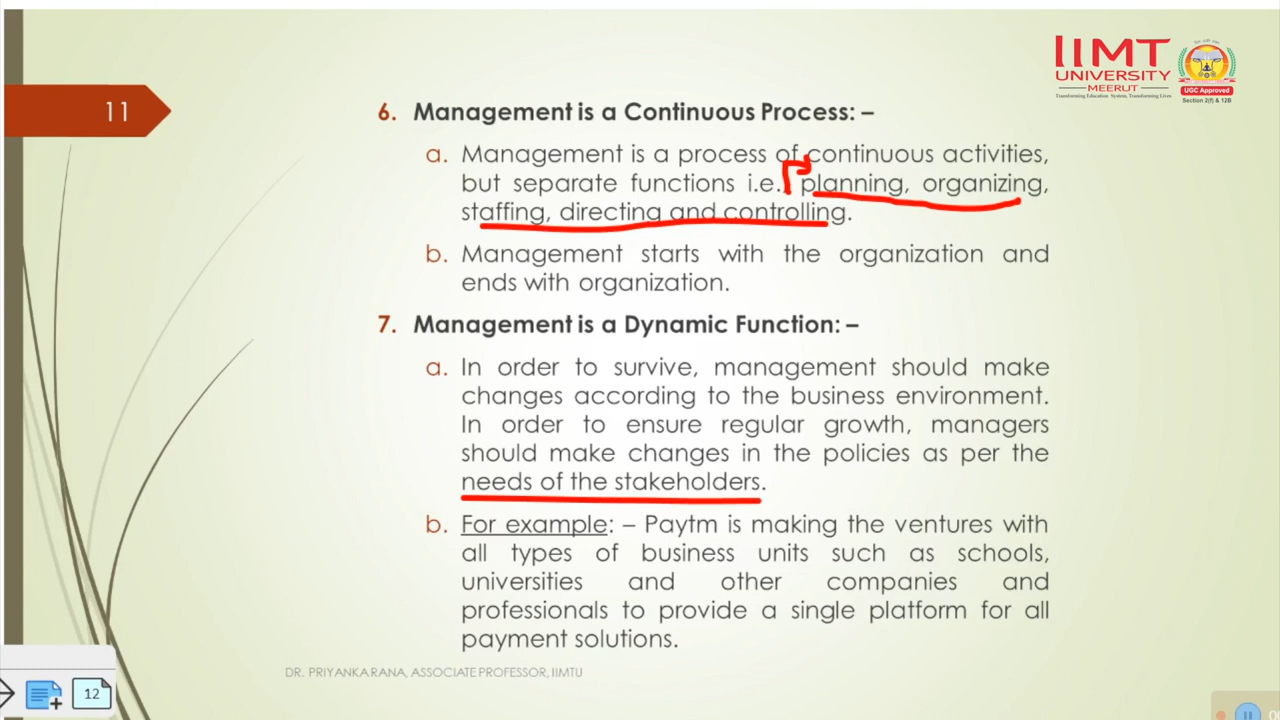 IIMT
UNIVERSITY
MEERUT
Transforming Education System, Transforming Lives
UGC Approved
Section 2(f) & 12B
11
6. Management is a Continuous Process: –
a. Management is a process of continuous activities,
but separate functions i.e., planning, organizing,
staffing, directing and controlling.
b. Management starts with the organization and
ends with organization.
7. Management is a Dynamic Function: –
a. In order to survive, management should make
changes according to the business environment.
In order to ensure regular growth, managers
should make changes in the policies as per the
needs of the stakeholders.
b. For example: – Paytm is making the ventures with
all types of business units such as schools,
universities and other companies and
professionals to provide a single platform for all
payment solutions.
DR. PRIYANKA RANA, ASSOCIATE PROFESSOR, IIMTU
12